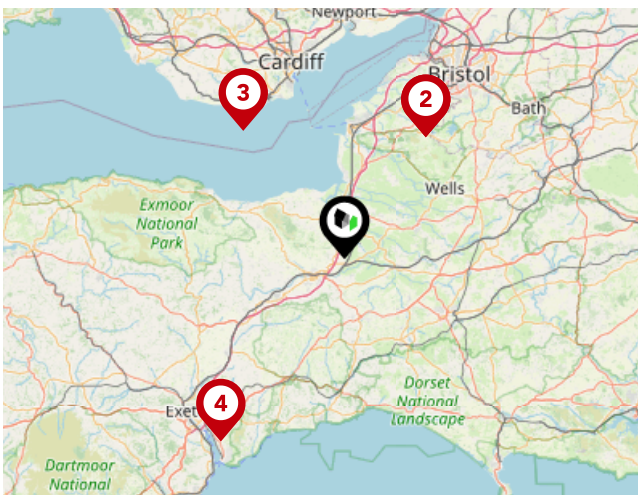 Newport
Cardiff
Bristol
3
2
Bath
Wells
Exmoor
National
Park
Dorset
National
Landscape
4
Exet
Dartmoor
National